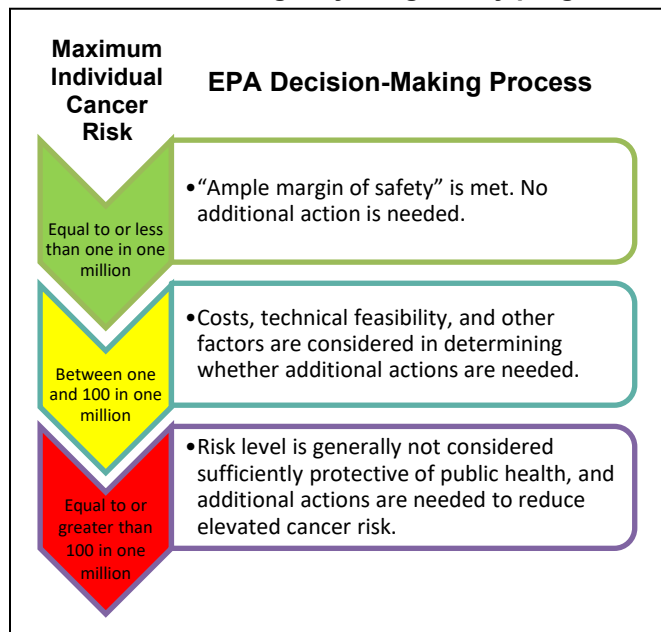 Maximum
Individual
Cancer
Risk
EPA Decision-Making Process
Equal to or less
than one in one
million
•“Ample margin of safety” is met. No
additional action is needed.
Between one
and 100 in one
million
•Costs, technical feasibility, and other
factors are considered in determining
whether additional actions are needed.
Equal to or
greater than
100 in one
million
•Risk level is generally not considered
sufficiently protective of public health, and
additional actions are needed to reduce
elevated cancer risk.